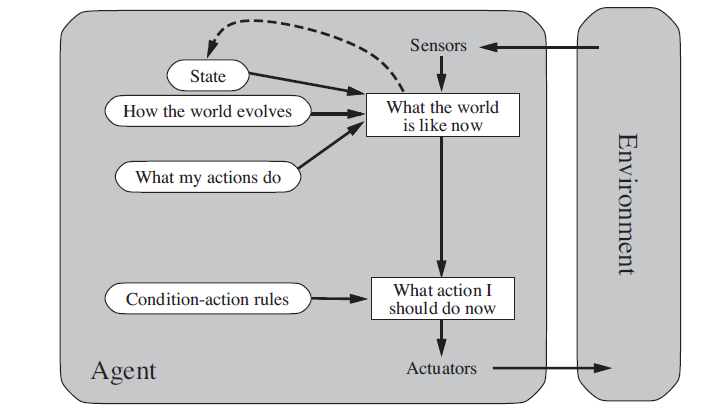 Sensors
State
How the world evolves
What the world
is like now
What my actions do
Environment
Condition-action rules
What action I
should do now
Agent
Actuators